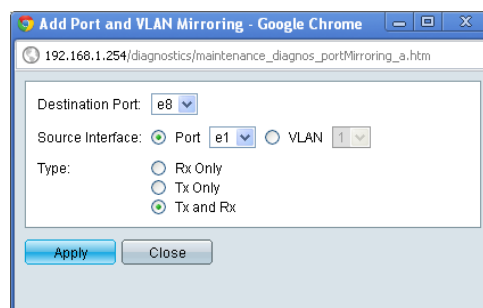 Add Port and VLAN Mirroring - Google Chrome
192.168.1.254/diagnostics/maintenance_diagnos_portMirroring_a.htm
Destination Port: e8
Source Interface: Port e1 VLAN 1
Type: Rx Only
Tx Only
Tx and Rx
Apply Close